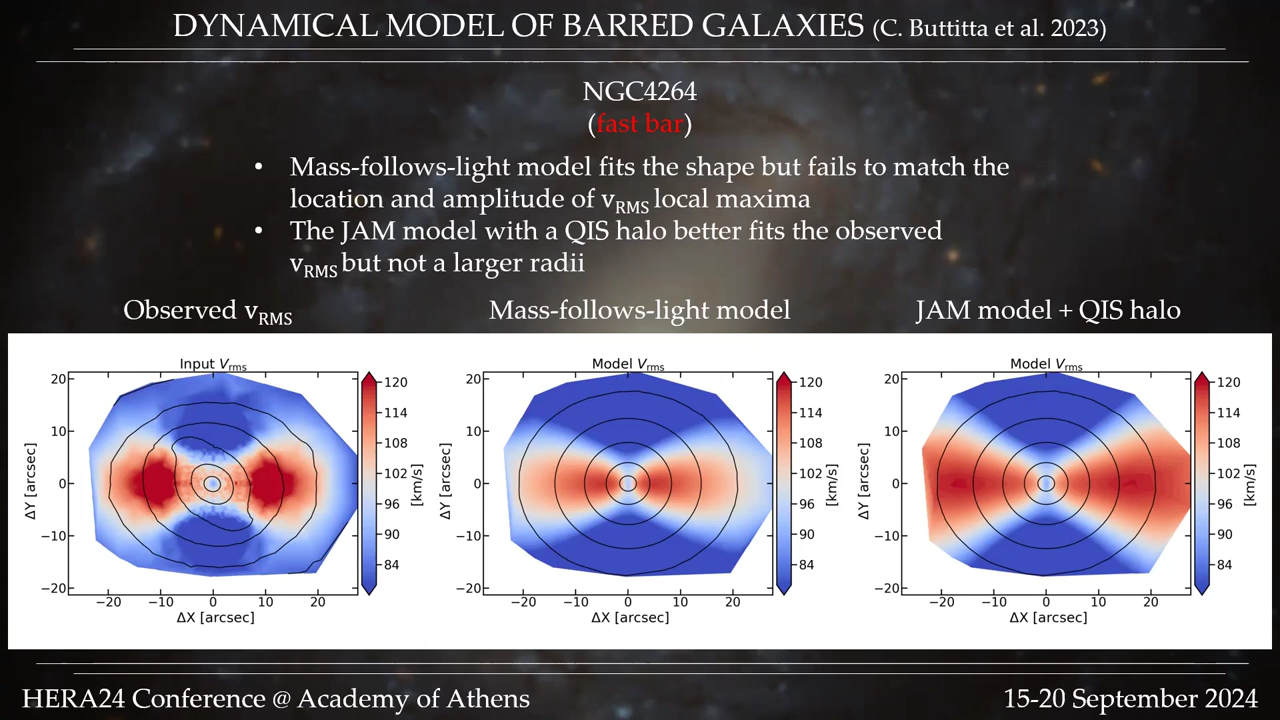 DYNAMICAL MODEL OF BARRED GALAXIES (C. Buttitta et al. 2023)
NGC4264
(fast bar)
• Mass-follows-light model fits the shape but fails to match the
location and amplitude of vRMS local maxima
• The JAM model with a QIS halo better fits the observed
vRMS but not a larger radii
Observed vRMS
Mass-follows-light model
JAM model + QIS halo
Input Vrms
20
10
0
−10
−20
ΔY [arcsec]
−20 −10 0 10 20
ΔX [arcsec]
120
114
108
102
96
90
84
[km/s]
Model Vrms
20
10
0
−10
−20
ΔY [arcsec]
−20 −10 0 10 20
ΔX [arcsec]
120
114
108
102
96
90
84
[km/s]
Model Vrms
20
10
0
−10
−20
ΔY [arcsec]
−20 −10 0 10 20
ΔX [arcsec]
120
114
108
102
96
90
84
[km/s]
HERA24 Conference @ Academy of Athens
15-20 September 2024